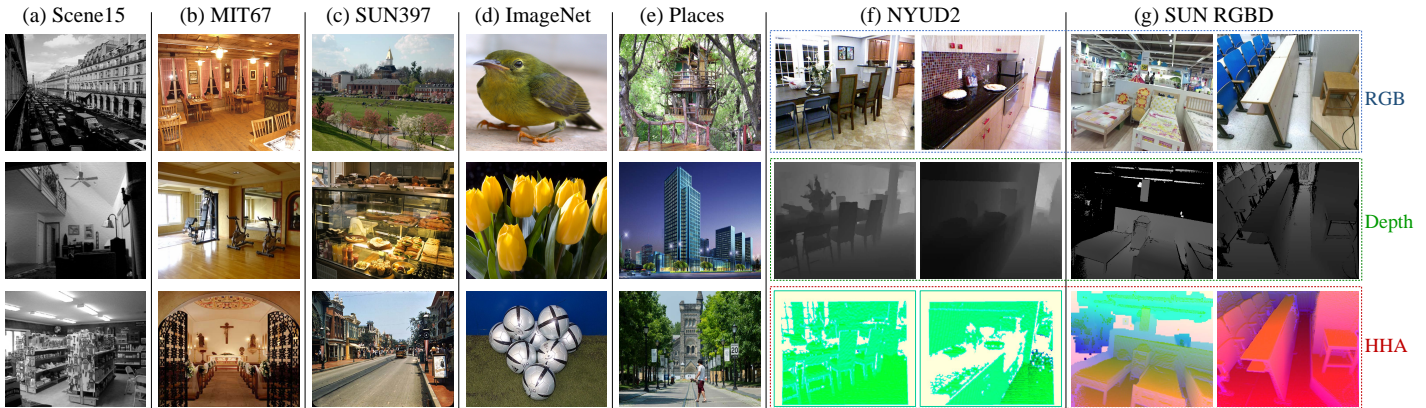 (a) Scene15 (b) MIT67 (c) SUN397 (d) ImageNet (e) Places (f) NYUD2 (g) SUN RGBD
RGB
Depth
HHA